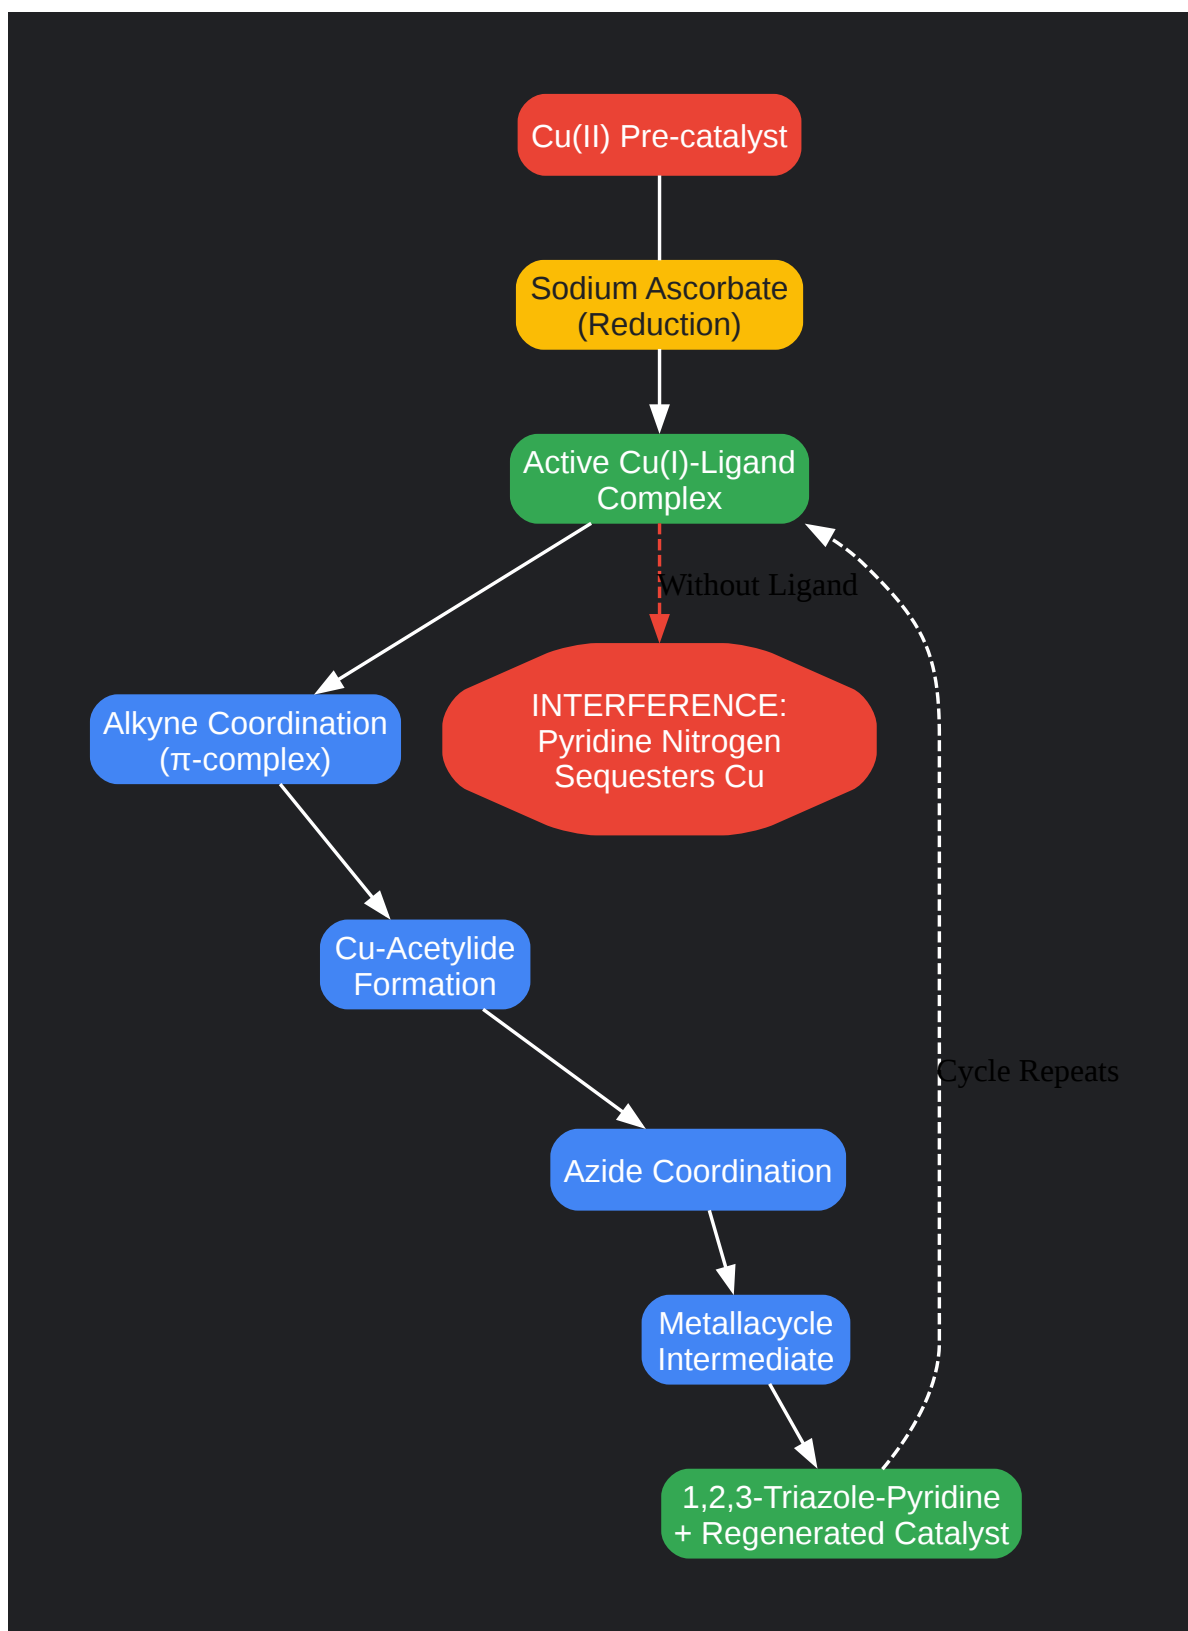 Cu(II) Pre-catalyst
Sodium Ascorbate
(Reduction)
Active Cu(I)-Ligand
Complex
Without Ligand
INTERFERENCE:
Pyridine Nitrogen
Sequesters Cu
Alkyne Coordination
(π-complex)
Cu-Acetylide
Formation
Cycle Repeats
Azide Coordination
Metallacycle
Intermediate
1,2,3-Triazole-Pyridine
+ Regenerated Catalyst